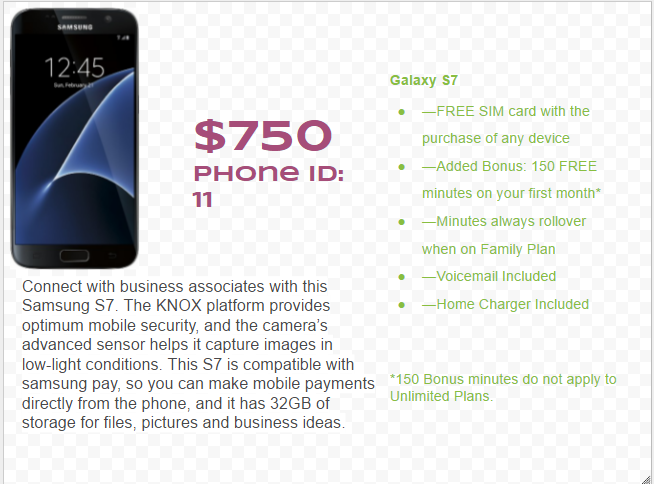 SAMSUNG
12:45
Sun, February 21
$750
PHONE ID:
11
Connect with business associates with this
Samsung S7. The KNOX platform provides
optimum mobile security, and the camera's
advanced sensor helps it capture images in
low-light conditions. This S7 is compatible with
samsung pay, so you can make mobile payments
directly from the phone, and it has 32GB of
storage for files, pictures and business ideas.
Galaxy S7
● —FREE SIM card with the
purchase of any device
● —Added Bonus: 150 FREE
minutes on your first month*
● —Minutes always rollover
when on Family Plan
● —Voicemail Included
● —Home Charger Included
*150 Bonus minutes do not apply to
Unlimited Plans.